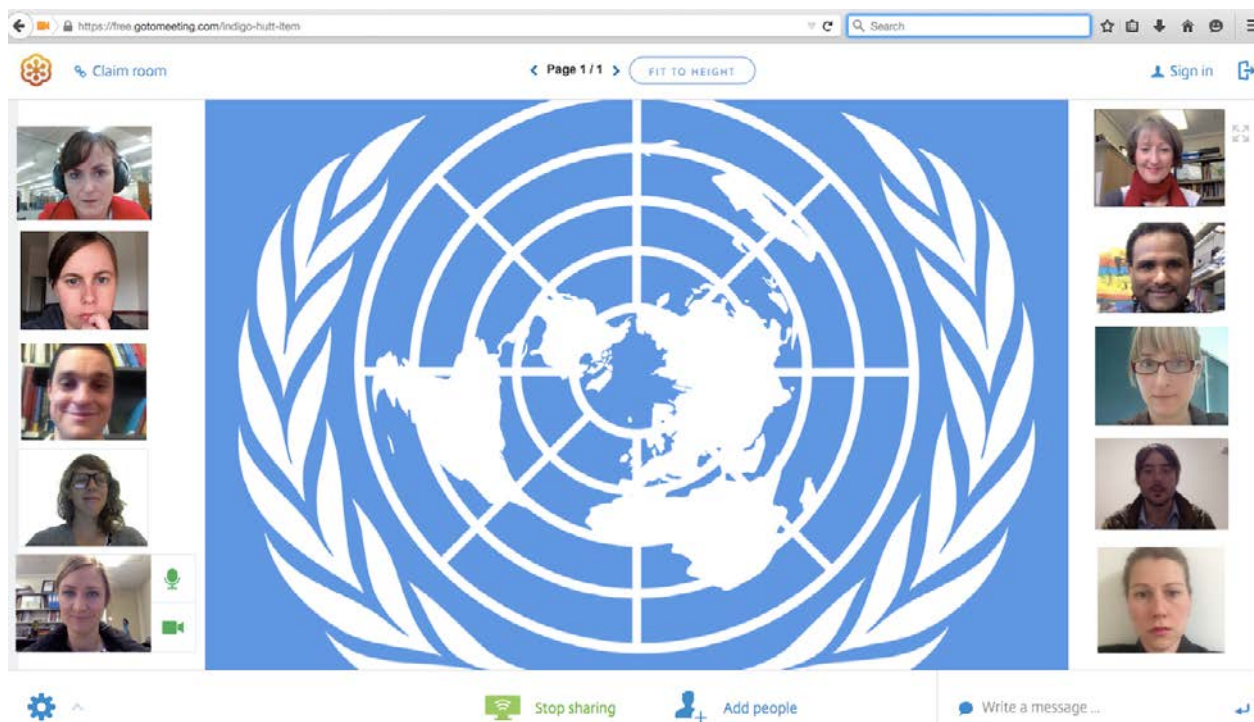 https://free.gotomeeting.com/indigo-hutt-item
Search
Claim room
Page 1 / 1
FIT TO HEIGHT
Sign in
Stop sharing
Add people
Write a message ...